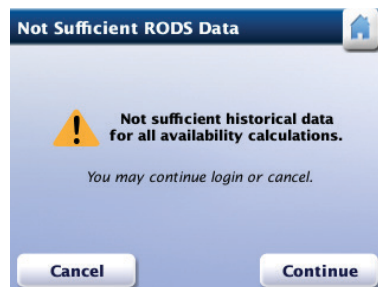 Not Sufficient RODS Data
Not sufficient historical data
for all availability calculations.
You may continue login or cancel.
Cancel
Continue